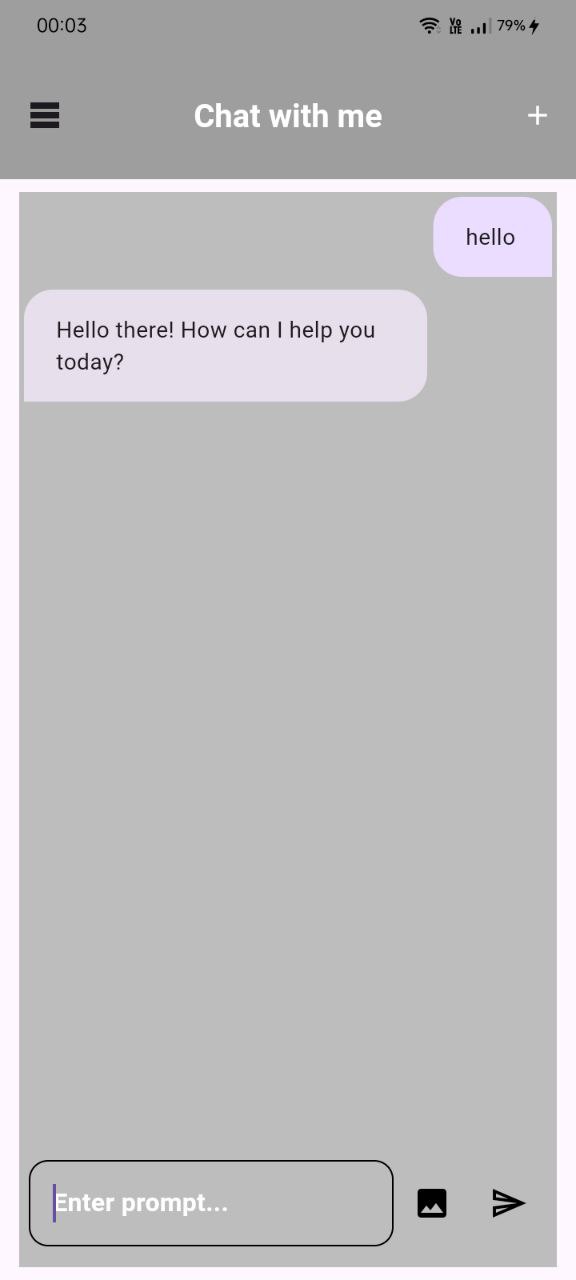 00:03
Vo LTE 79%
Chat with me
hello
Hello there! How can I help you
today?
Enter prompt...